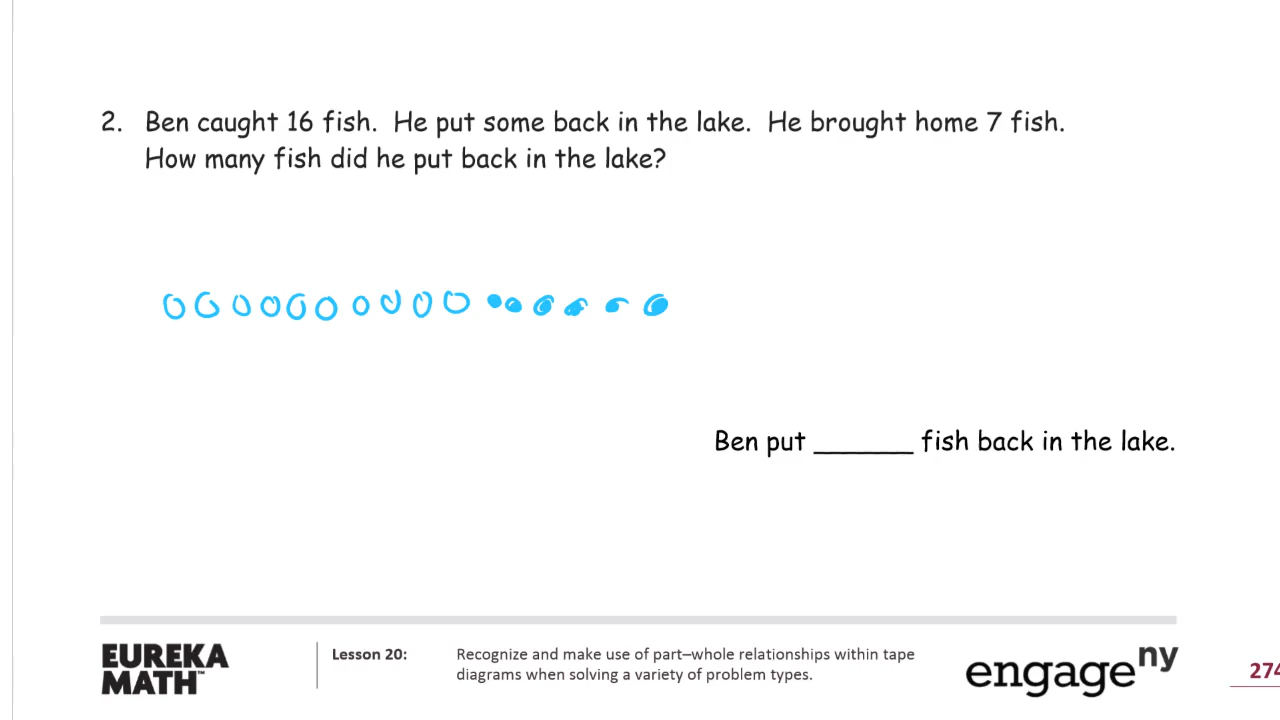 2. Ben caught 16 fish. He put some back in the lake. He brought home 7 fish.
How many fish did he put back in the lake?
Ben put ______ fish back in the lake.
EUREKA
MATH™
Lesson 20:
Recognize and make use of part–whole relationships within tape
diagrams when solving a variety of problem types.
engage ny
274